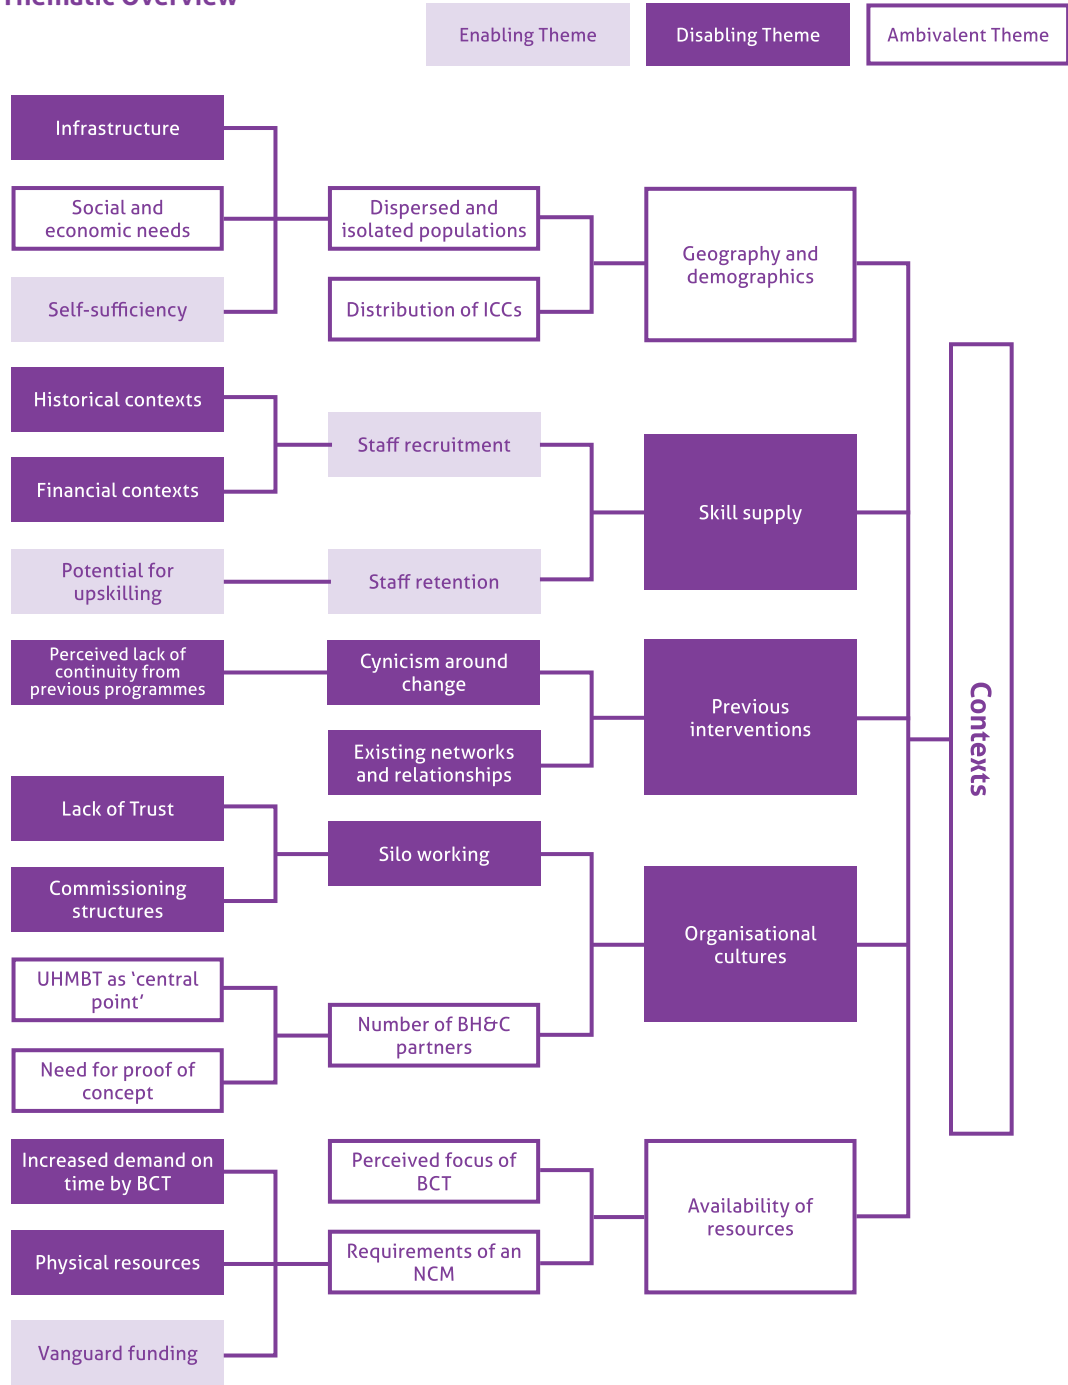 Thematic Overview
Enabling Theme
Disabling Theme
Ambivalent Theme
Infrastructure
Social and
economic needs
Self-sufficiency
Dispersed and
isolated populations
Distribution of ICCs
Geography and
demographics
Historical contexts
Financial contexts
Potential for
upskilling
Staff recruitment
Staff retention
Skill supply
Perceived lack of
continuity from
previous programmes
Cynicism around
change
Existing networks
and relationships
Previous
interventions
Lack of Trust
Commissioning
structures
Silo working
UHMBT as ‘central
point’
Need for proof of
concept
Number of BH&C
partners
Organisational
cultures
Increased demand on
time by BCT
Physical resources
Vanguard funding
Perceived focus of
BCT
Requirements of an
NCM
Availability of
resources
Contexts